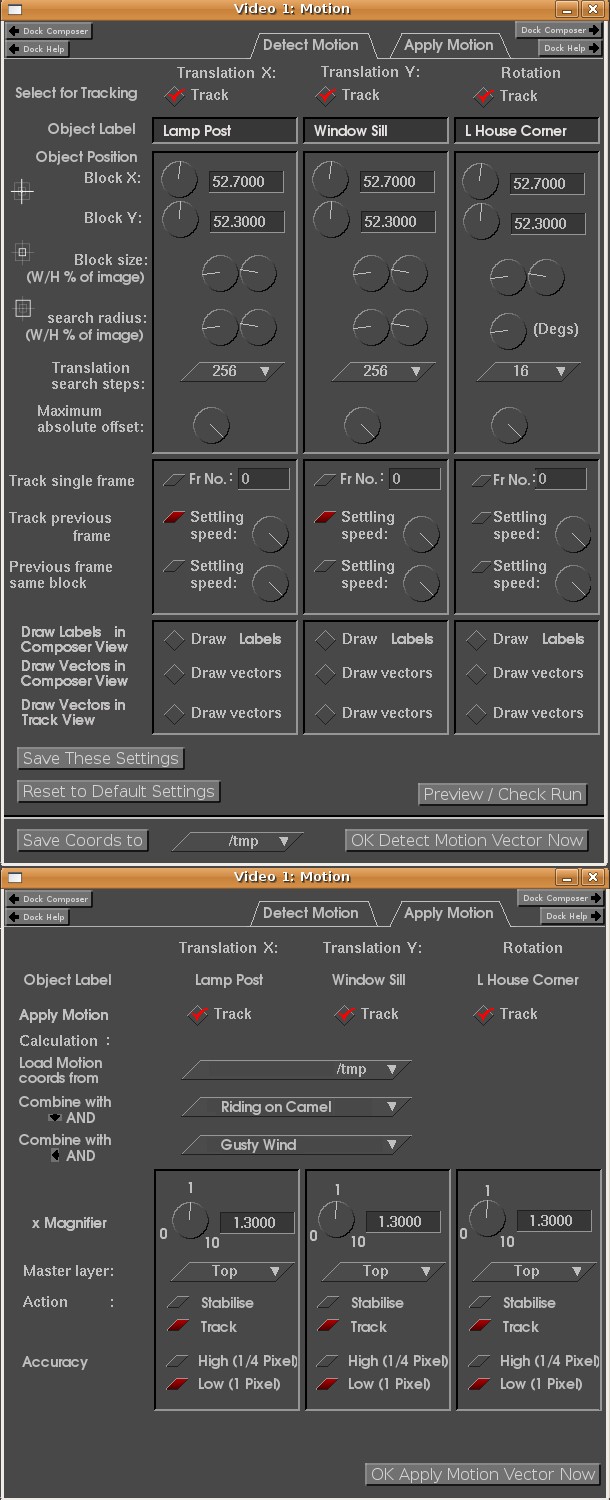 Video 1: Motion
Dock Composer Dock Composer
Dock Help Detect Motion Apply Motion Dock Help
Translation X: Translation Y: Rotation
Select for Tracking Track Track Track
Object Label Lamp Post Window Sill L House Corner
Object Position
Block X: 52.7000 52.7000 52.7000
Block Y: 52.3000 52.3000 52.3000
Block size:
(W/H % of image)
search radius: (Degs)
(W/H % of image)
Translation
search steps: 256 256 16
Maximum
absolute offset:
Track single frame Fr No.: 0 Fr No.: 0 Fr No.:0
Track previous Settling Settling Settling
frame speed: speed: speed:
Previous frame Settling Settling Settling
same block speed: speed: speed:
Draw Labels in Draw Labels Draw Labels Draw Labels
Composer View
Draw Vectors in Draw vectors Draw vectors Draw vectors
Composer View
Draw Vectors in Draw vectors Draw vectors Draw vectors
Track View
Save These Settings
Reset to Default Settings Preview / Check Run
Save Coords to /tmp OK Detect Motion Vector Now
Video 1: Motion
Dock Composer Dock Composer
Dock Help Detect Motion Apply Motion Dock Help
Translation X: Translation Y: Rotation
Object Label Lamp Post Window Sill L House Corner
Apply Motion Track Track Track
Calculation :
Load Motion
coords from /tmp
Combine with Riding on Camel
AND
Combine with Gusty Wind
AND
1 1 1
x Magnifier 1.3000 1.3000 1.3000
0 10 0 10 0 10
Master layer: Top Top Top
Action : Stabilise Stabilise Stabilise
Track Track Track
Accuracy High (1/4 Pixel) High (1/4 Pixel) High (1/4 Pixel)
Low (1 Pixel) Low (1 Pixel) Low (1 Pixel)
OK Apply Motion Vector Now